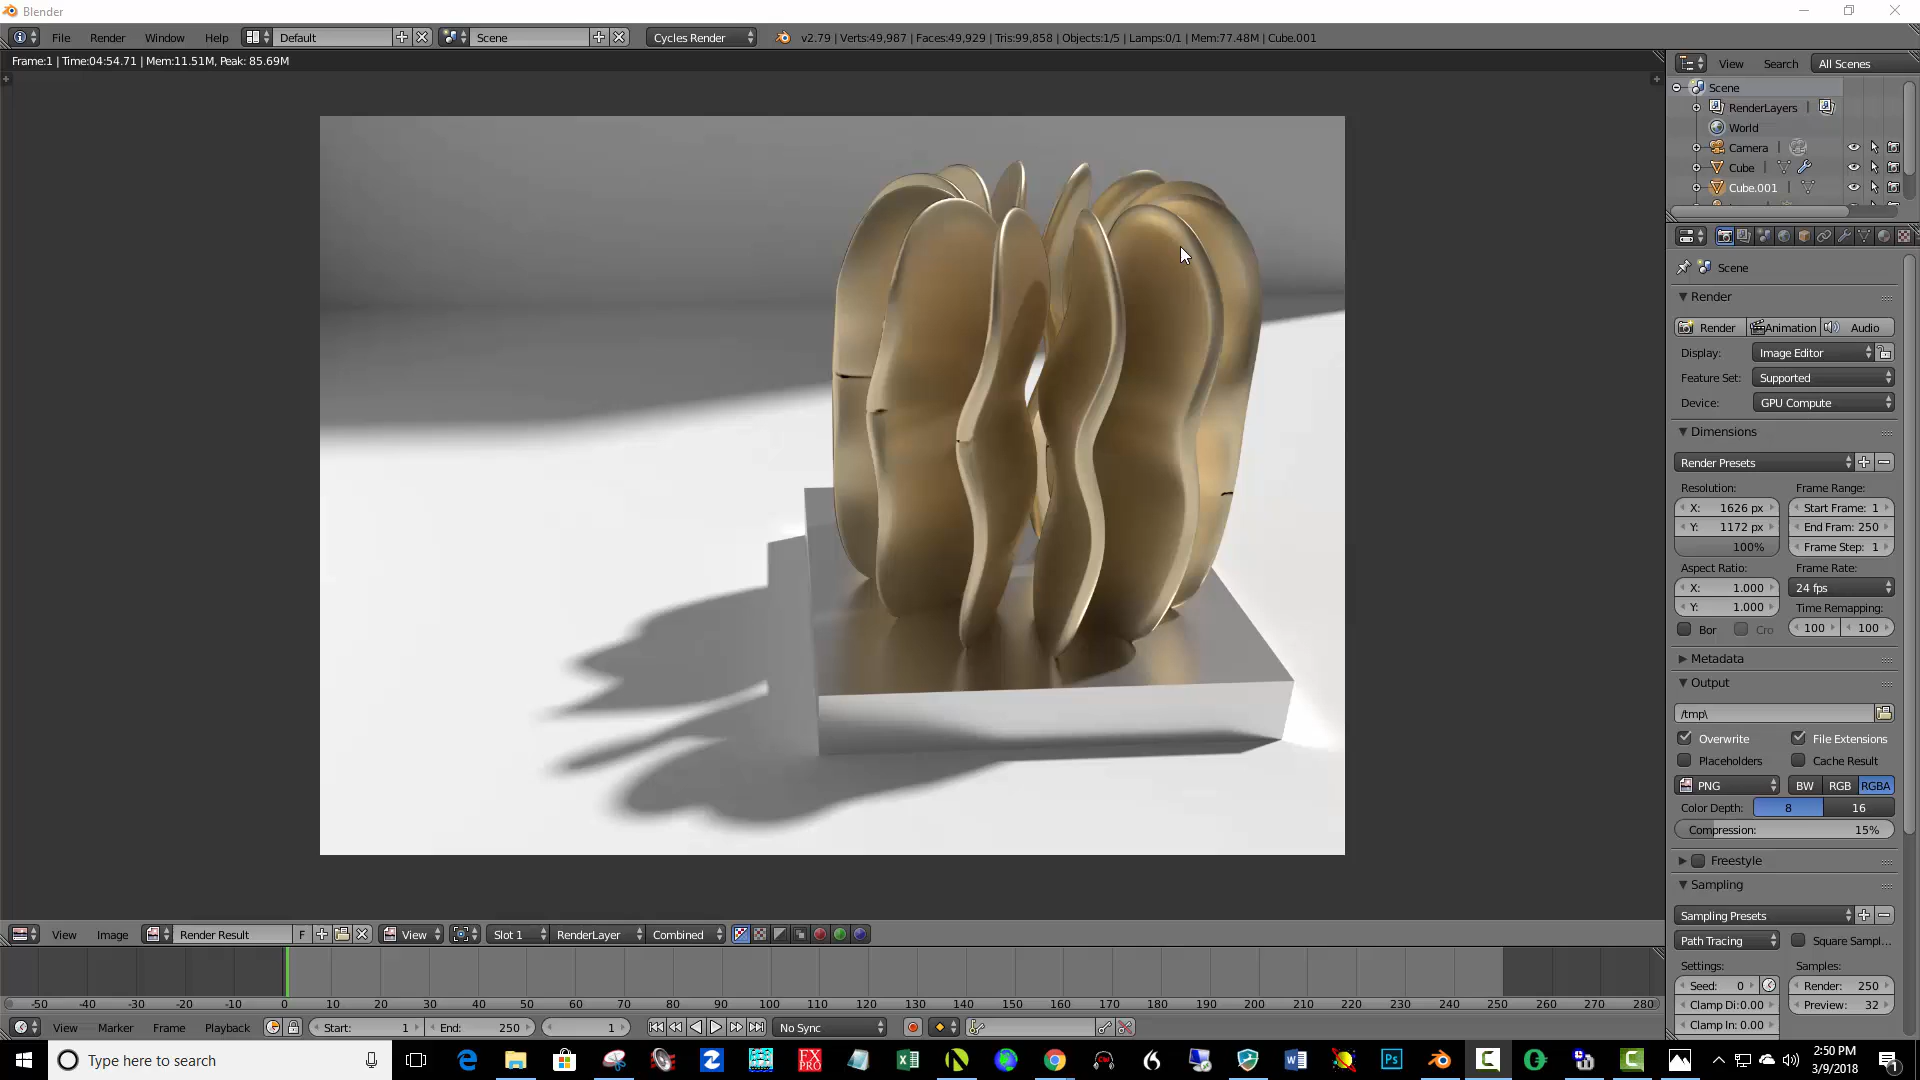 Blender
File Render Window Help Default Scene Cycles Render v2.79 | Verts:49,987 | Faces:49,929 | Tris:99,858 | Objects:1/5 | Lamps:0/1 | Mem:77.48M | Cube.001
Frame:1 | Time:04:54.71 | Mem:11.51M, Peak: 85.69M
View Search All Scenes
Scene
RenderLayers
World
Camera
Cube
Cube.001
Scene
Render
Render Animation Audio
Display: Image Editor
Feature Set: Supported
Device: GPU Compute
Dimensions
Render Presets
Resolution: Frame Range:
X: 1626 px Start Frame: 1
Y: 1172 px End Fram: 250
100% Frame Step: 1
Aspect Ratio: Frame Rate:
X: 1.000 24 fps
Y: 1.000 Time Remapping:
Bor Cro 100 100
Metadata
Output
/tmp\
Overwrite File Extensions
Placeholders Cache Result
PNG BW RGB RGBA
Color Depth: 8 16
Compression: 15%
Freestyle
Sampling
Sampling Presets
Path Tracing Square Sampl...
Settings: Samples:
Seed: 0 Render: 250
Clamp Di:0.00 Preview: 32
Clamp In: 0.00
View Image Render Result F View Slot 1 RenderLayer Combined
-50 -40 -30 -20 -10 0 10 20 30 40 50 60 70 80 90 100 110 120 130 140 150 160 170 180 190 200 210 220 230 240 250 260 270 280
View Marker Frame Playback Start: 1 End: 250 1 No Sync
Type here to search
FX
PRO
Ps
2:50 PM
3/9/2018
1